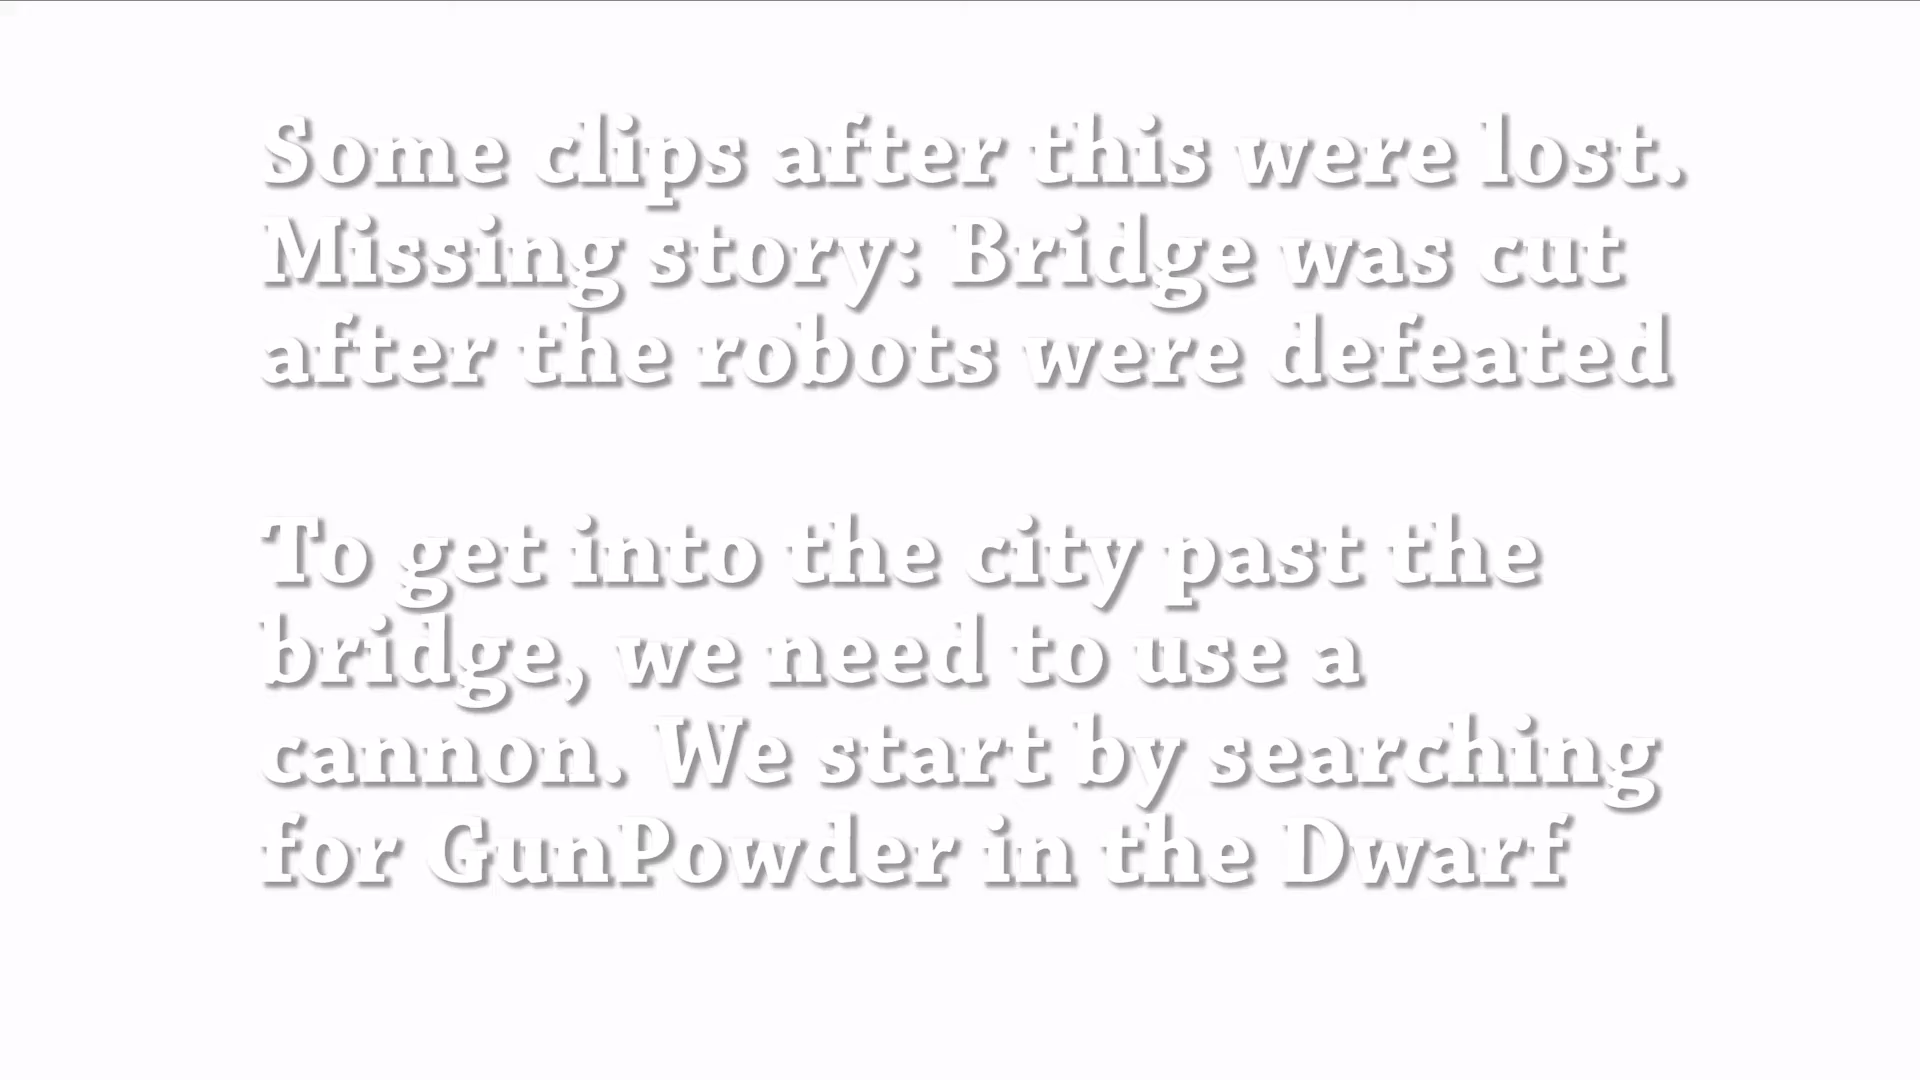 Some clips after this were lost.
Missing story: Bridge was cut
after the robots were defeated
To get into the city past the
bridge, we need to use a
cannon. We start by searching
for GunPowder in the Dwarf